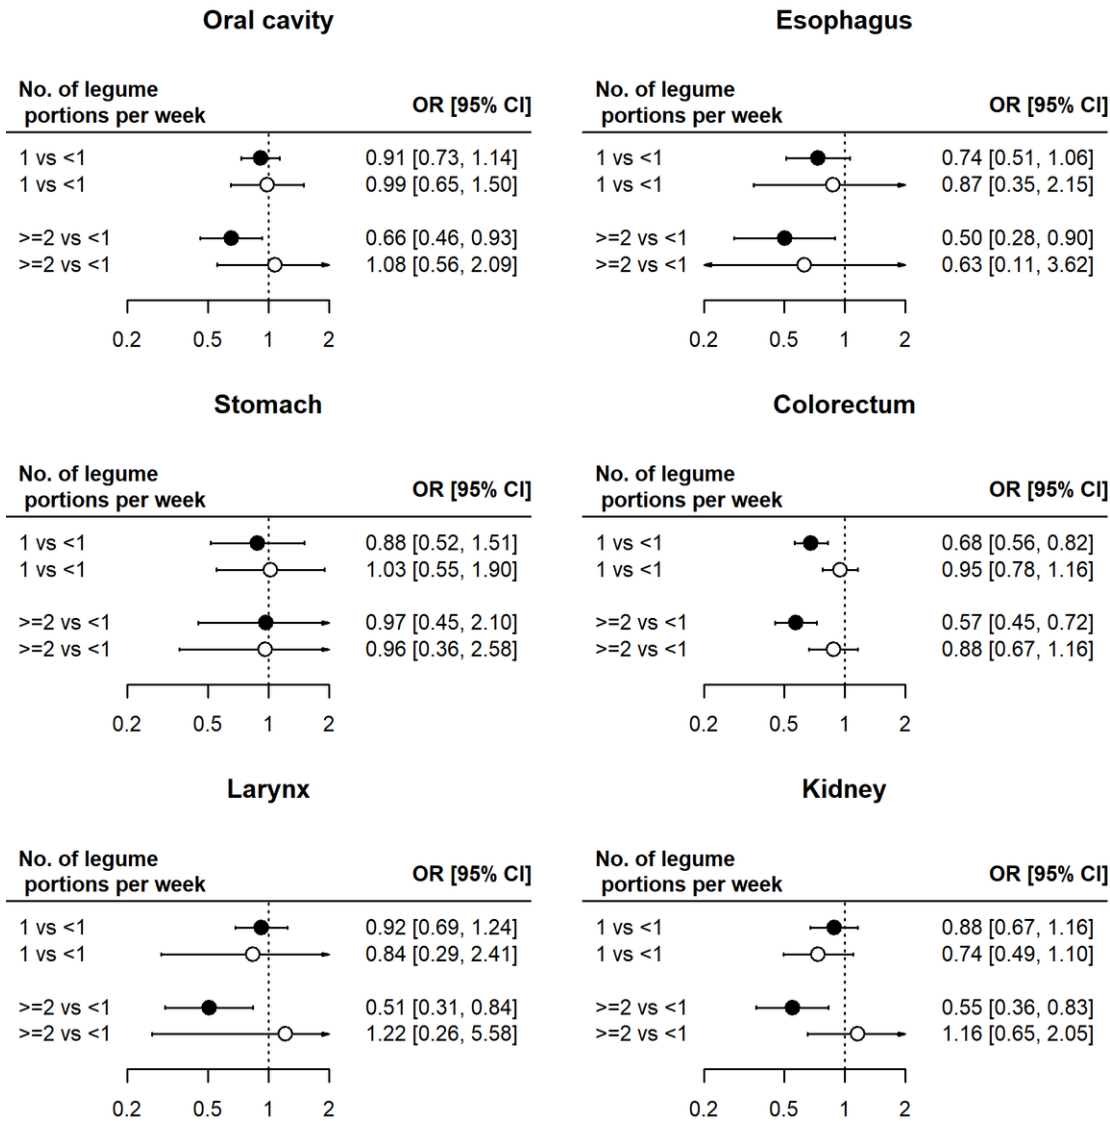 Oral cavity
No. of legume
portions per week
OR [95% CI]
1 vs <1 0.91 [0.73, 1.14]
1 vs <1 0.99 [0.65, 1.50]
>=2 vs <1 0.66 [0.46, 0.93]
>=2 vs <1 1.08 [0.56, 2.09]
0.2 0.5 1 2
Esophagus
No. of legume
portions per week
OR [95% CI]
1 vs <1 0.74 [0.51, 1.06]
1 vs <1 0.87 [0.35, 2.15]
>=2 vs <1 0.50 [0.28, 0.90]
>=2 vs <1 0.63 [0.11, 3.62]
0.2 0.5 1 2
Stomach
No. of legume
portions per week
OR [95% CI]
1 vs <1 0.88 [0.52, 1.51]
1 vs <1 1.03 [0.55, 1.90]
>=2 vs <1 0.97 [0.45, 2.10]
>=2 vs <1 0.96 [0.36, 2.58]
0.2 0.5 1 2
Colorectum
No. of legume
portions per week
OR [95% CI]
1 vs <1 0.68 [0.56, 0.82]
1 vs <1 0.95 [0.78, 1.16]
>=2 vs <1 0.57 [0.45, 0.72]
>=2 vs <1 0.88 [0.67, 1.16]
0.2 0.5 1 2
Larynx
No. of legume
portions per week
OR [95% CI]
1 vs <1 0.92 [0.69, 1.24]
1 vs <1 0.84 [0.29, 2.41]
>=2 vs <1 0.51 [0.31, 0.84]
>=2 vs <1 1.22 [0.26, 5.58]
0.2 0.5 1 2
Kidney
No. of legume
portions per week
OR [95% CI]
1 vs <1 0.88 [0.67, 1.16]
1 vs <1 0.74 [0.49, 1.10]
>=2 vs <1 0.55 [0.36, 0.83]
>=2 vs <1 1.16 [0.65, 2.05]
0.2 0.5 1 2